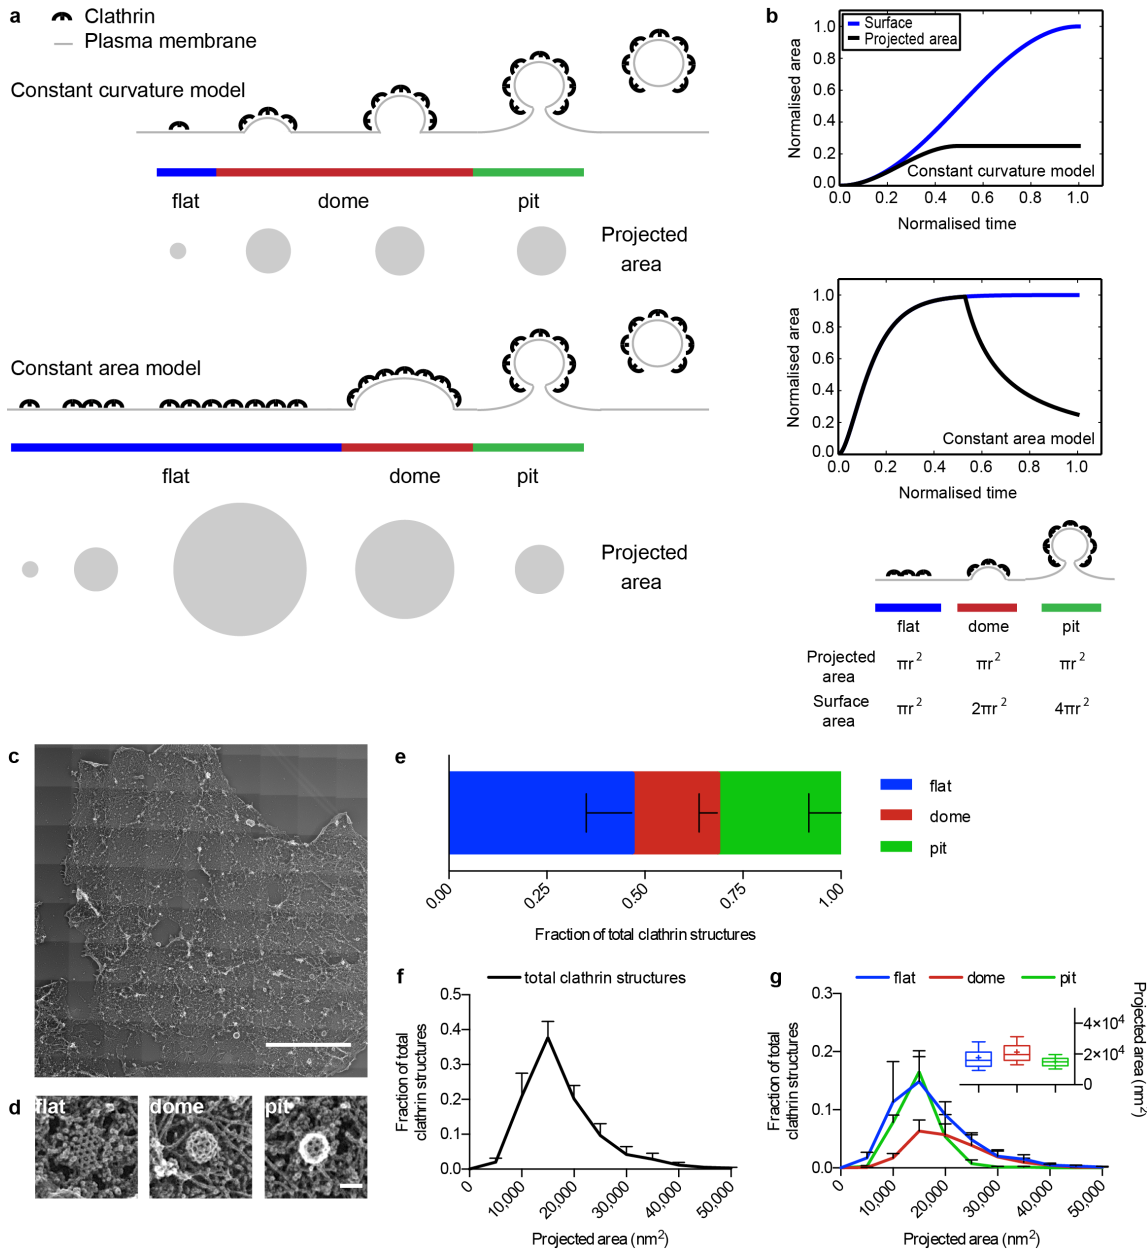 a
Clathrin
Plasma membrane
Constant curvature model
flat
dome
pit
Projected
area
Constant area model
flat
dome
pit
Projected
area
b
Surface
Projected area
Normalised area
1.0
0.8
0.6
0.4
0.2
0.0
Constant curvature model
0.0
0.2
0.4
0.6
0.8
1.0
Normalised time
Normalised area
1.0
0.8
0.6
0.4
0.2
0.0
Constant area model
0.0
0.2
0.4
0.6
0.8
1.0
Normalised time
flat
dome
pit
Projected
area
πr²
πr²
πr²
Surface
area
πr²
2πr²
4πr²
c
d
flat
dome
pit
e
flat
dome
pit
0.00
0.25
0.50
0.75
1.00
Fraction of total clathrin structures
f
total clathrin structures
Fraction of total
clathrin structures
0.5
0.4
0.3
0.2
0.1
0.0
0
10,000
20,000
30,000
40,000
50,000
Projected area (nm²)
g
flat
dome
pit
Fraction of total
clathrin structures
0.3
0.2
0.1
0.0
4×10⁴
2×10⁴
0
Projected
area (nm²)
0
10,000
20,000
30,000
40,000
50,000
Projected area (nm²)